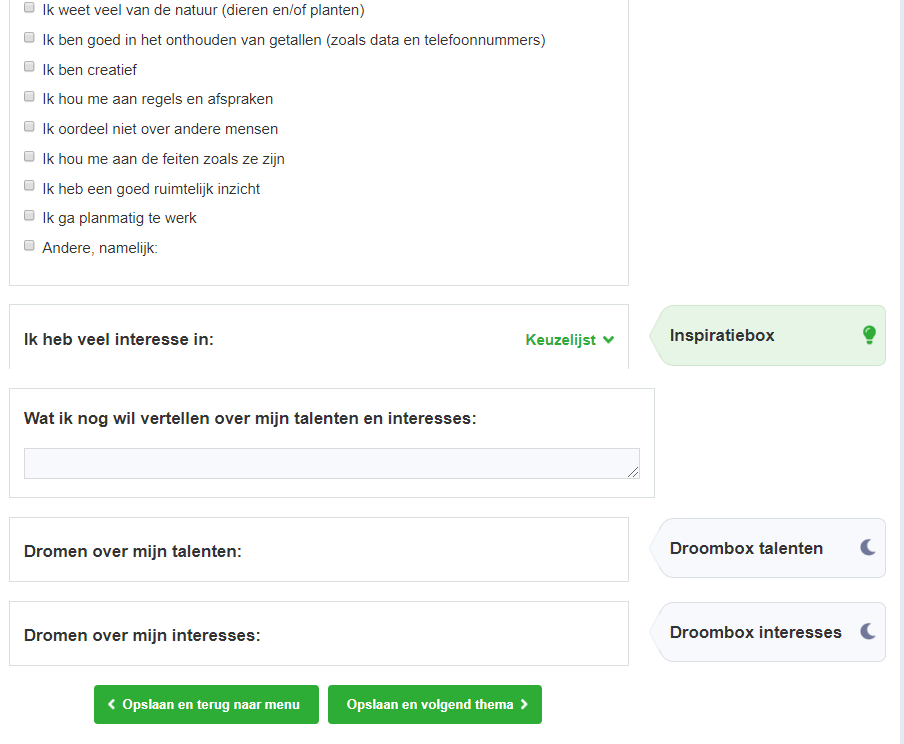 Ik weet veel van de natuur (dieren en/of planten)
Ik ben goed in het onthouden van getallen (zoals data en telefoonnummers)
Ik ben creatief
Ik hou me aan regels en afspraken
Ik oordeel niet over andere mensen
Ik hou me aan de feiten zoals ze zijn
Ik heb een goed ruimtelijk inzicht
Ik ga planmatig te werk
Andere, namelijk:
Ik heb veel interesse in:
Keuzelijst
Inspiratiebox
Wat ik nog wil vertellen over mijn talenten en interesses:
Dromen over mijn talenten:
Droombox talenten
Dromen over mijn interesses:
Droombox interesses
Opslaan en terug naar menu
Opslaan en volgend thema